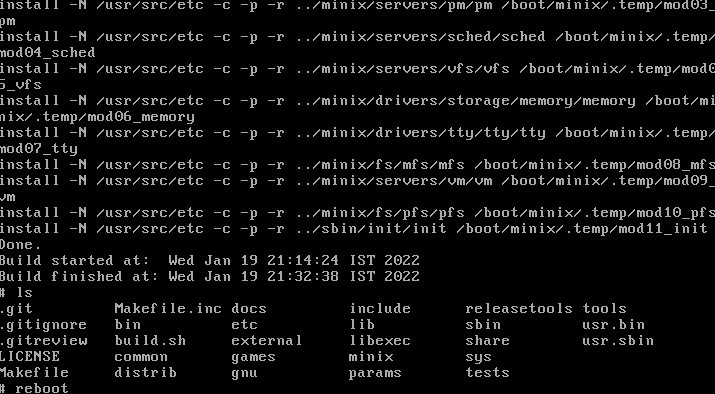 install -N /usr/src/etc -c -p -r ../minix/servers/pm/pm /boot/minix/.temp/mod03_
pm
install -N /usr/src/etc -c -p -r ../minix/servers/sched/sched /boot/minix/.temp/
mod04_sched
install -N /usr/src/etc -c -p -r ../minix/servers/vfs/vfs /boot/minix/.temp/mod0
5_vfs
install -N /usr/src/etc -c -p -r ../minix/drivers/storage/memory/memory /boot/mi
nix/.temp/mod06_memory
install -N /usr/src/etc -c -p -r ../minix/drivers/tty/tty/tty /boot/minix/.temp/
mod07_tty
install -N /usr/src/etc -c -p -r ../minix/fs/mfs/mfs /boot/minix/.temp/mod08_mfs
install -N /usr/src/etc -c -p -r ../minix/servers/vm/vm /boot/minix/.temp/mod09_
vm
install -N /usr/src/etc -c -p -r ../minix/fs/pfs/pfs /boot/minix/.temp/mod10_pfs
install -N /usr/src/etc -c -p -r ../sbin/init/init /boot/minix/.temp/mod11_init
Done.
Build started at:  Wed Jan 19 21:14:24 IST 2022
Build finished at: Wed Jan 19 21:32:38 IST 2022
# ls
.git Makefile.inc docs include releasetools tools
.gitignore bin etc lib sbin usr.bin
.gitreview build.sh external libexec share usr.sbin
LICENSE common games minix sys
Makefile distrib gnu params tests
# reboot